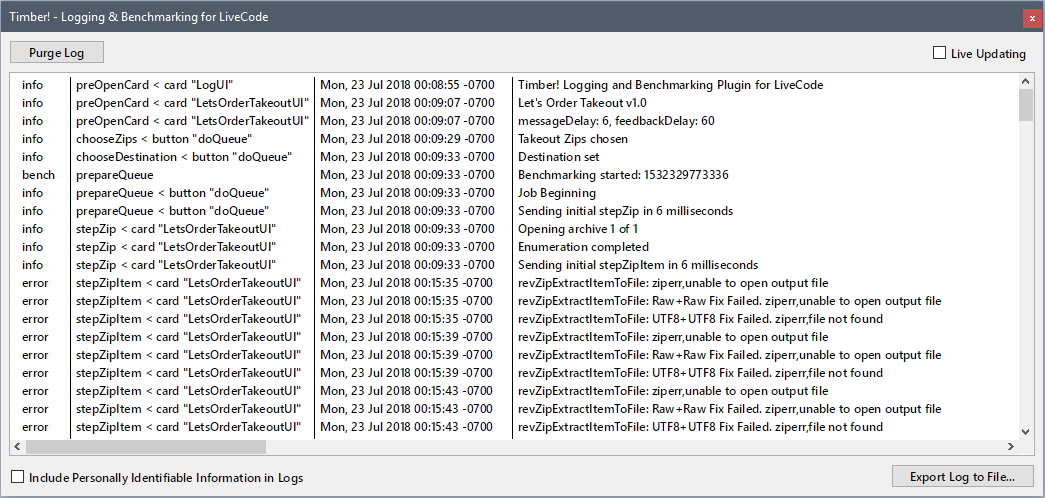 Timber! - Logging & Benchmarking for LiveCode
x
Purge Log
Live Updating
info preOpenCard < card "LogUI" Mon, 23 Jul 2018 00:08:55 -0700 Timber! Logging and Benchmarking Plugin for LiveCode
info preOpenCard < card "LetsOrderTakeoutUI" Mon, 23 Jul 2018 00:09:07 -0700 Let's Order Takeout v1.0
info preOpenCard < card "LetsOrderTakeoutUI" Mon, 23 Jul 2018 00:09:07 -0700 messageDelay: 6, feedbackDelay: 60
info chooseZips < button "doQueue" Mon, 23 Jul 2018 00:09:29 -0700 Takeout Zips chosen
info chooseDestination < button "doQueue" Mon, 23 Jul 2018 00:09:33 -0700 Destination set
bench prepareQueue Mon, 23 Jul 2018 00:09:33 -0700 Benchmarking started: 1532329773336
info prepareQueue < button "doQueue" Mon, 23 Jul 2018 00:09:33 -0700 Job Beginning
info prepareQueue < button "doQueue" Mon, 23 Jul 2018 00:09:33 -0700 Sending initial stepZip in 6 milliseconds
info stepZip < card "LetsOrderTakeoutUI" Mon, 23 Jul 2018 00:09:33 -0700 Opening archive 1 of 1
info stepZip < card "LetsOrderTakeoutUI" Mon, 23 Jul 2018 00:09:33 -0700 Enumeration completed
info stepZip < card "LetsOrderTakeoutUI" Mon, 23 Jul 2018 00:09:33 -0700 Sending initial stepZipItem in 6 milliseconds
error stepZipItem < card "LetsOrderTakeoutUI" Mon, 23 Jul 2018 00:15:35 -0700 revZipExtractItemToFile: ziperr,unable to open output file
error stepZipItem < card "LetsOrderTakeoutUI" Mon, 23 Jul 2018 00:15:35 -0700 revZipExtractItemToFile: Raw+Raw Fix Failed. ziperr,unable to open output file
error stepZipItem < card "LetsOrderTakeoutUI" Mon, 23 Jul 2018 00:15:35 -0700 revZipExtractItemToFile: UTF8+UTF8 Fix Failed. ziperr,file not found
error stepZipItem < card "LetsOrderTakeoutUI" Mon, 23 Jul 2018 00:15:39 -0700 revZipExtractItemToFile: ziperr,unable to open output file
error stepZipItem < card "LetsOrderTakeoutUI" Mon, 23 Jul 2018 00:15:39 -0700 revZipExtractItemToFile: Raw+Raw Fix Failed. ziperr,unable to open output file
error stepZipItem < card "LetsOrderTakeoutUI" Mon, 23 Jul 2018 00:15:39 -0700 revZipExtractItemToFile: UTF8+UTF8 Fix Failed. ziperr,file not found
error stepZipItem < card "LetsOrderTakeoutUI" Mon, 23 Jul 2018 00:15:43 -0700 revZipExtractItemToFile: ziperr,unable to open output file
error stepZipItem < card "LetsOrderTakeoutUI" Mon, 23 Jul 2018 00:15:43 -0700 revZipExtractItemToFile: Raw+Raw Fix Failed. ziperr,unable to open output file
error stepZipItem < card "LetsOrderTakeoutUI" Mon, 23 Jul 2018 00:15:43 -0700 revZipExtractItemToFile: UTF8+UTF8 Fix Failed. ziperr,file not found
Include Personally Identifiable Information in Logs
Export Log to File...